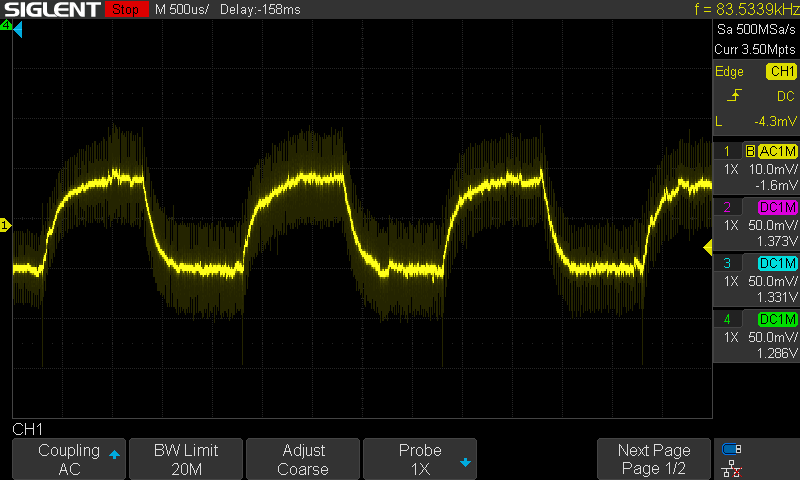 SIGLENT Stop M 500us/ Delay:-158ms f = 83.5339kHz
Sa 500MSa/s
Curr 3.50Mpts
Edge CH1
DC
L -4.3mV
1 B AC1M
1X 10.0mV/
-1.6mV
2 DC1M
1X 50.0mV/
1.373V
3 DC1M
1X 50.0mV/
1.331V
4 DC1M
1X 50.0mV/
1.286V
4
1
CH1
Coupling
AC
BW Limit
20M
Adjust
Coarse
Probe
1X
Next Page
Page 1/2